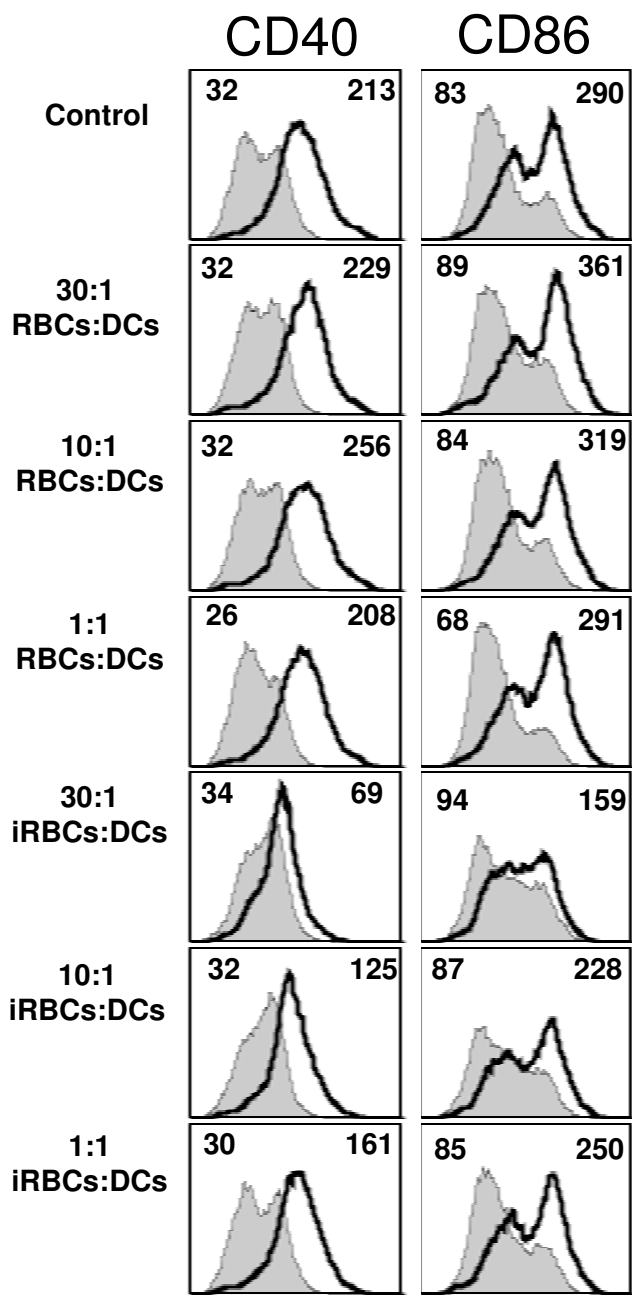 CD40 CD86
Control 32 213 83 290
30:1 32 229 89 361
RBCs:DCs
10:1 32 256 84 319
RBCs:DCs
1:1 26 208 68 291
RBCs:DCs
30:1 34 69 94 159
iRBCs:DCs
10:1 32 125 87 228
iRBCs:DCs
1:1 30 161 85 250
iRBCs:DCs